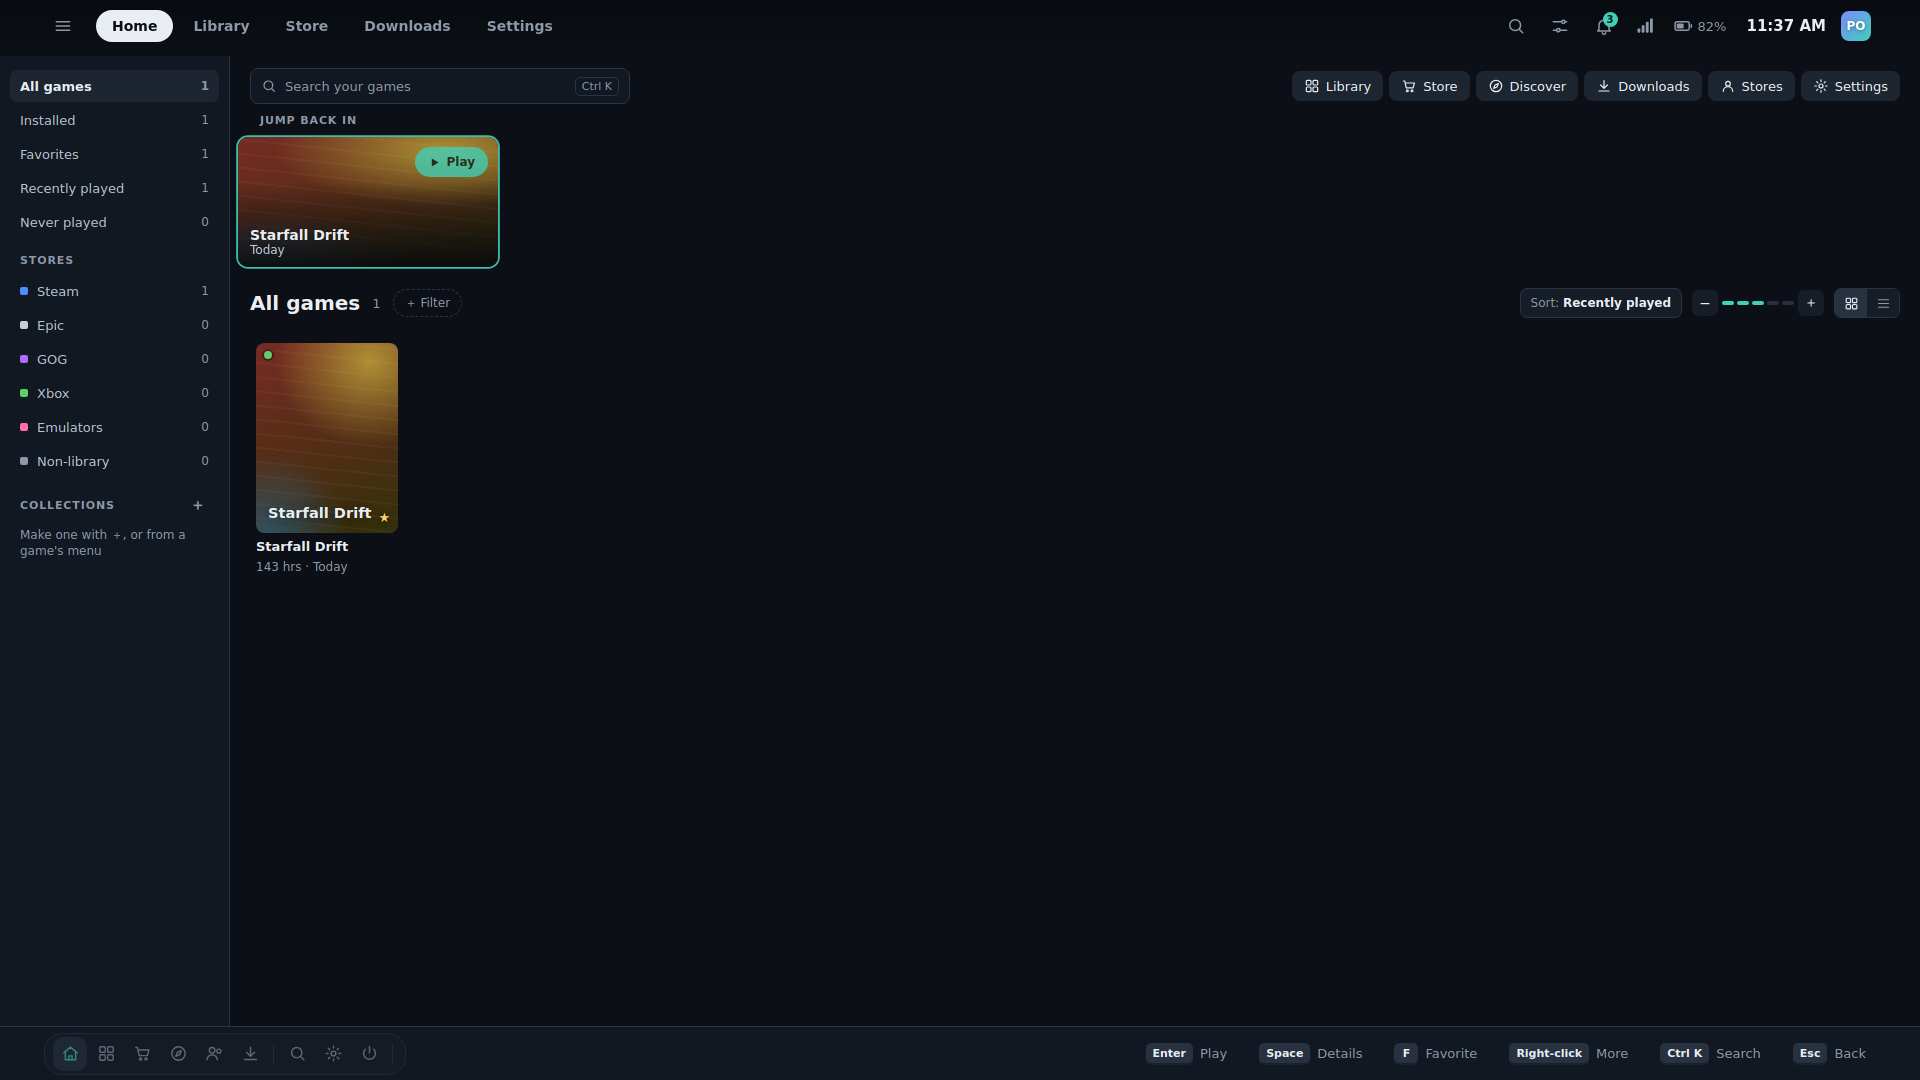 Home Library Store Downloads Settings 3 82% 11:37 AM PO
All games 1
Installed 1
Favorites 1
Recently played 1
Never played 0
STORES
Steam 1
Epic 0
GOG 0
Xbox 0
Emulators 0
Non-library 0
COLLECTIONS +
Make one with +, or from a
game's menu
Search your games Ctrl K
Library Store Discover Downloads Stores Settings
JUMP BACK IN
Play
Starfall Drift
Today
All games 1 + Filter
Sort: Recently played − +
Starfall Drift ★
Starfall Drift
143 hrs · Today
Enter Play Space Details F Favorite Right-click More Ctrl K Search Esc Back